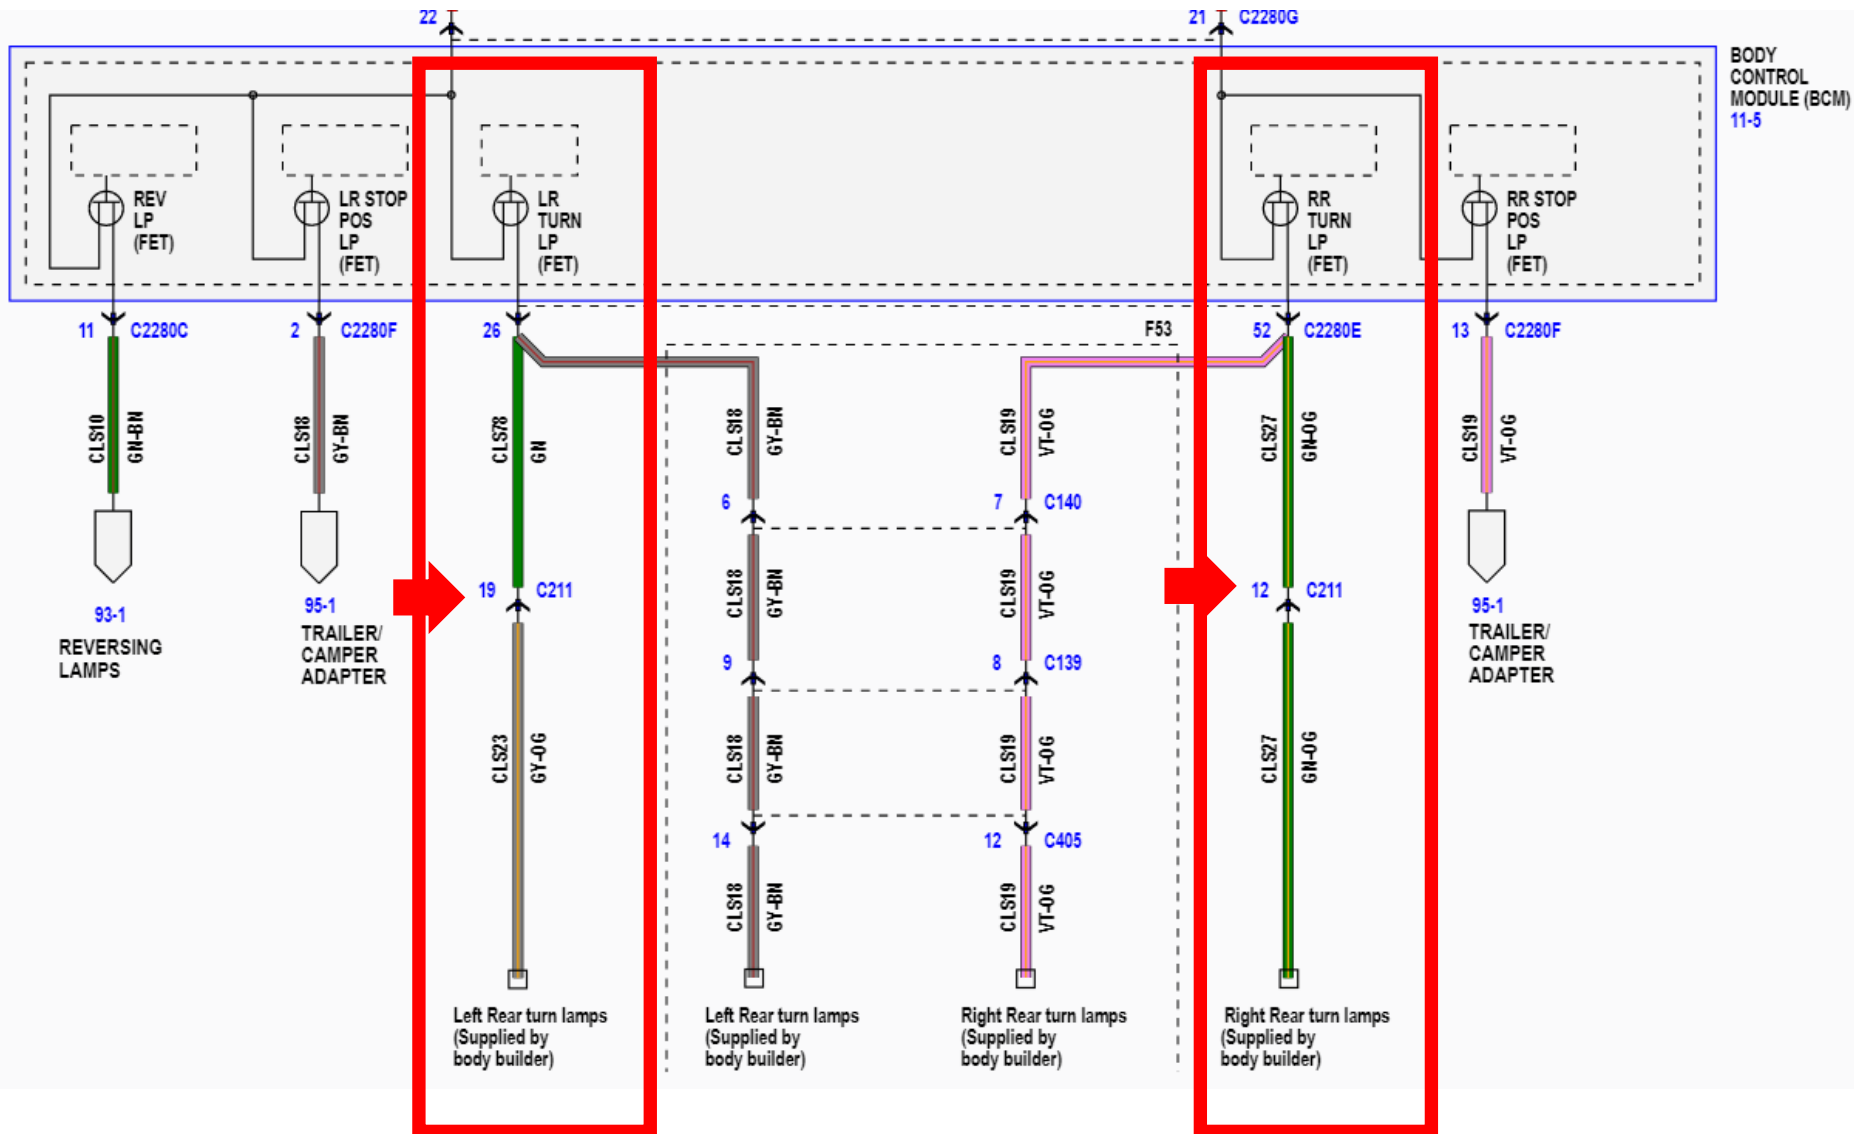 22
21 C2280G
BODY
CONTROL
MODULE (BCM)
11-5
REV
LP
(FET)
LR STOP
POS
LP
(FET)
LR
TURN
LP
(FET)
RR
TURN
LP
(FET)
RR STOP
POS
LP
(FET)
11 C2280C
2 C2280F
26
F53
52 C2280E
13 C2280F
CLS10
GN-BN
CLS18
GY-BN
CLS78
GN
CLS18
GY-BN
CLS19
VT-OG
CLS27
GN-OG
CLS19
VT-OG
6
7 C140
93-1
REVERSING
LAMPS
95-1
TRAILER/
CAMPER
ADAPTER
19 C211
CLS18
GY-BN
CLS19
VT-OG
12 C211
95-1
TRAILER/
CAMPER
ADAPTER
9
8 C139
CLS23
GY-OG
CLS18
GY-BN
CLS19
VT-OG
CLS27
GN-OG
14
12 C405
CLS18
GY-BN
CLS19
VT-OG
Left Rear turn lamps
(Supplied by
body builder)
Left Rear turn lamps
(Supplied by
body builder)
Right Rear turn lamps
(Supplied by
body builder)
Right Rear turn lamps
(Supplied by
body builder)